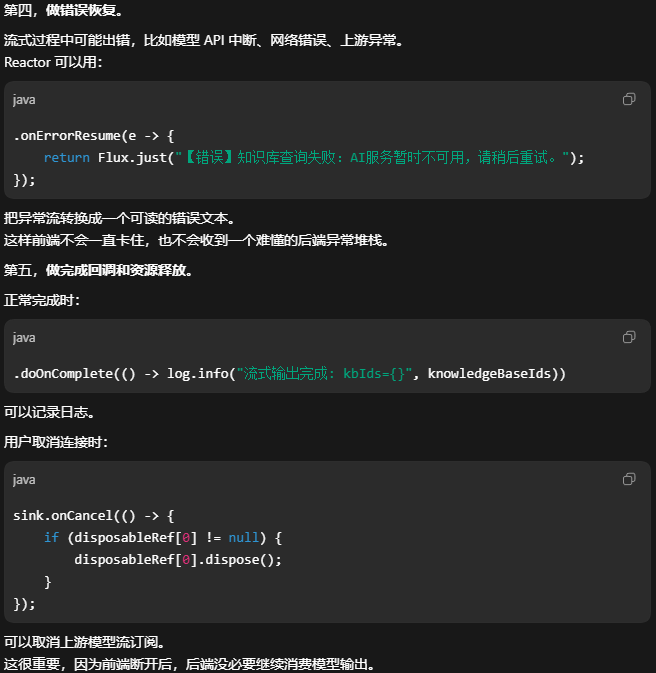 第四，做错误恢复。
流式过程中可能出错，比如模型 API 中断、网络错误、上游异常。
Reactor 可以用：
java
.onErrorResume(e -> {
    return Flux.just("【错误】知识库查询失败：AI服务暂时不可用，请稍后重试。");
});
把异常流转换成一个可读的错误文本。
这样前端不会一直卡住，也不会收到一个难懂的后端异常堆栈。
第五，做完成回调和资源释放。
正常完成时：
java
.doOnComplete(() -> log.info("流式输出完成: kbIds={}", knowledgeBaseIds))
可以记录日志。
用户取消连接时：
java
sink.onCancel(() -> {
    if (disposableRef[0] != null) {
        disposableRef[0].dispose();
    }
});
可以取消上游模型流订阅。
这很重要，因为前端断开后，后端没必要继续消费模型输出。